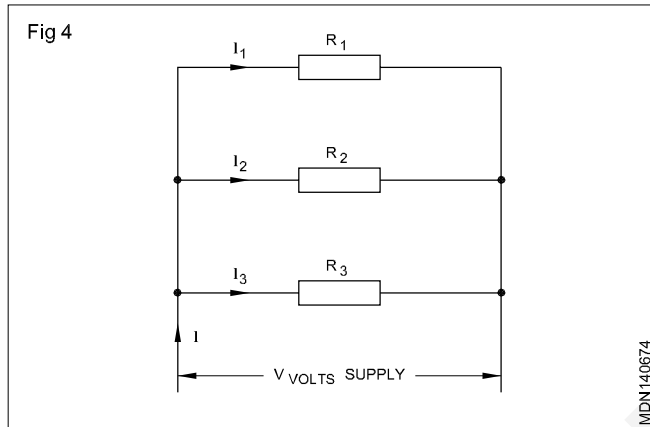 Fig 4
I1 R1
I2 R2
I3 R3
I
V VOLTS SUPPLY
MDN140674